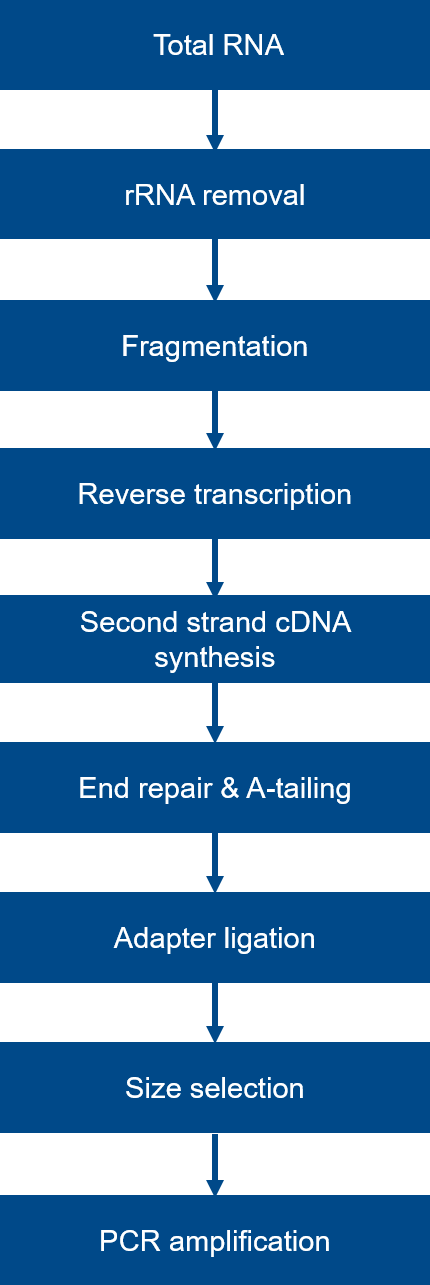 Total RNA
rRNA removal
Fragmentation
Reverse transcription
Second strand cDNA
synthesis
End repair & A-tailing
Adapter ligation
Size selection
PCR amplification